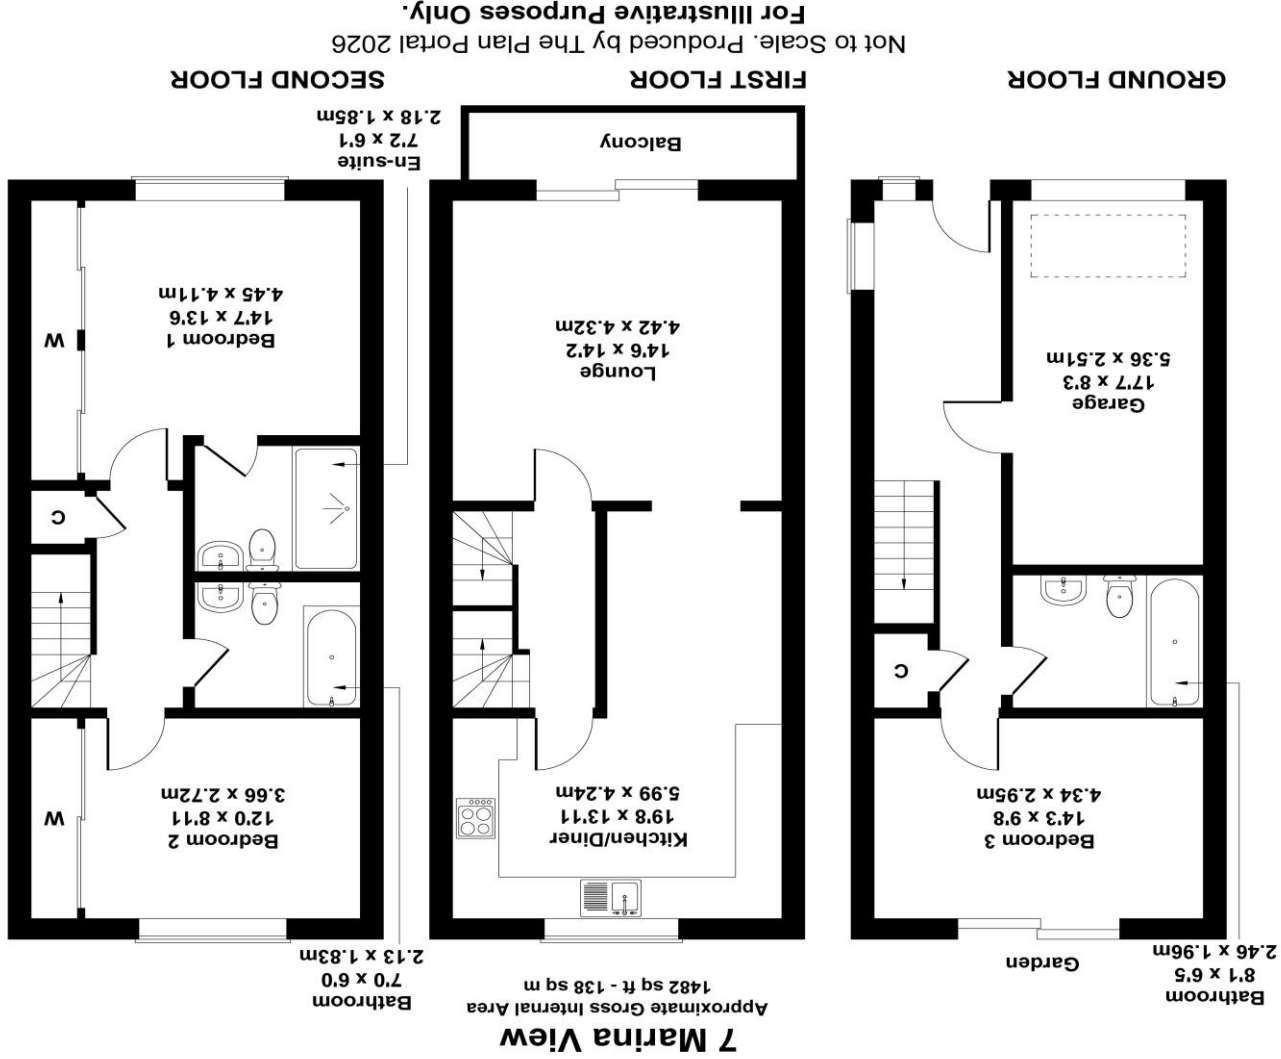 7 Marina View
Approximate Gross Internal Area
1482 sq ft - 138 sq m
Garden
Bathroom
8'1 x 6'5
2.46 x 1.96m
Bedroom 3
14'3 x 9'8
4.34 x 2.95m
C
Garage
17'7 x 8'3
5.36 x 2.51m
GROUND FLOOR
Kitchen/Diner
19'8 x 13'11
5.99 x 4.24m
Lounge
14'6 x 14'2
4.42 x 4.32m
Balcony
FIRST FLOOR
Bathroom
7'0 x 6'0
2.13 x 1.83m
Bedroom 2
12'0 x 8'11
3.66 x 2.72m
W
C
Bedroom 1
14'7 x 13'6
4.45 x 4.11m
W
En-suite
7'2 x 6'1
2.18 x 1.85m
SECOND FLOOR
Not to Scale. Produced by The Plan Portal 2026
For Illustrative Purposes Only.